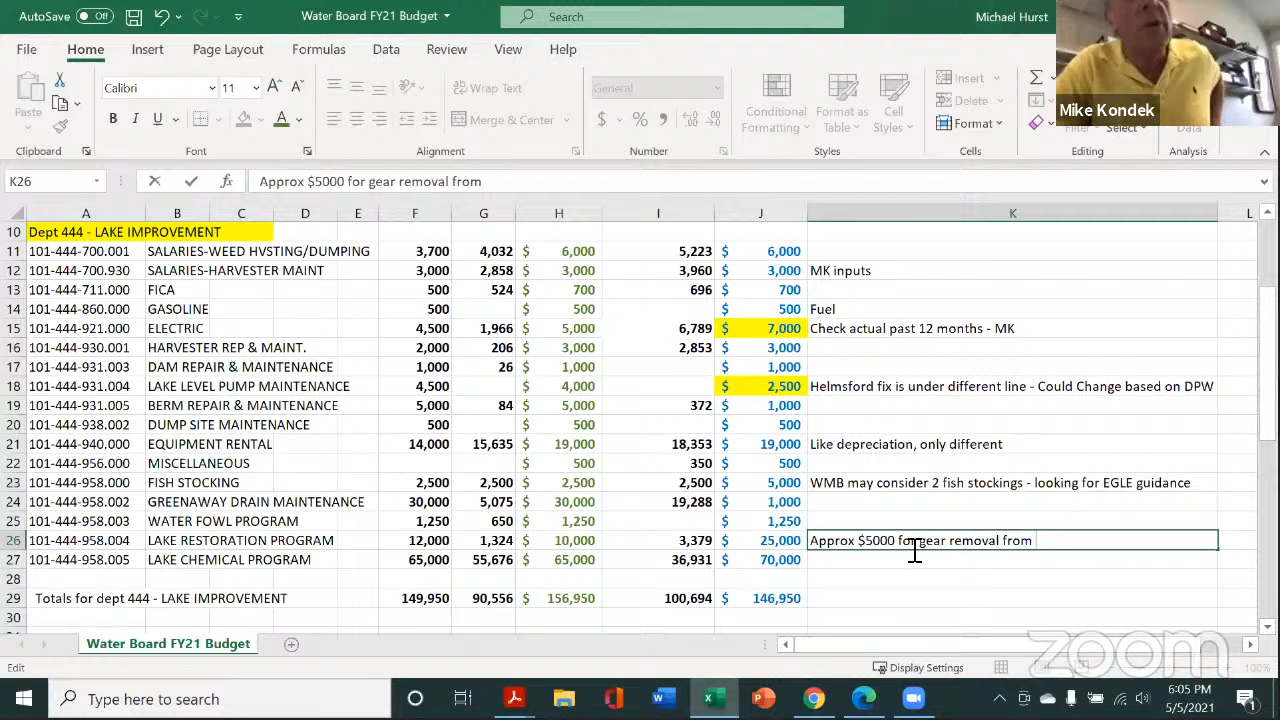 AutoSave Off Water Board FY21 Budget Search Michael Hurst
File Home Insert Page Layout Formulas Data Review View Help
Paste Calibri 11 A A Wrap Text General Conditional Formatting Format as Table Cell Styles Insert
B I U A Merge & Center $ % Delete
Format Select Data
Clipboard Font Alignment Number Styles Cells Editing Analysis
Mike Kondek
K26 fx Approx $5000 for gear removal from
A B C D E F G H I J K L
10 Dept 444 - LAKE IMPROVEMENT
11 101-444-700.001 SALARIES-WEED HVSTING/DUMPING 3,700 4,032 $ 6,000 5,223 $ 6,000
12 101-444-700.930 SALARIES-HARVESTER MAINT 3,000 2,858 $ 3,000 3,960 $ 3,000 MK inputs
13 101-444-711.000 FICA 500 524 $ 700 696 $ 700
14 101-444-860.000 GASOLINE 500 $ 500 $ 500 Fuel
15 101-444-921.000 ELECTRIC 4,500 1,966 $ 5,000 6,789 $ 7,000 Check actual past 12 months - MK
16 101-444-930.001 HARVESTER REP & MAINT. 2,000 206 $ 3,000 2,853 $ 3,000
17 101-444-931.003 DAM REPAIR & MAINTENANCE 1,000 26 $ 1,000 $ 1,000
18 101-444-931.004 LAKE LEVEL PUMP MAINTENANCE 4,500 $ 4,000 $ 2,500 Helmsford fix is under different line - Could Change based on DPW
19 101-444-931.005 BERM REPAIR & MAINTENANCE 5,000 84 $ 5,000 372 $ 1,000
20 101-444-938.002 DUMP SITE MAINTENANCE 500 $ 500 $ 500
21 101-444-940.000 EQUIPMENT RENTAL 14,000 15,635 $ 19,000 18,353 $ 19,000 Like depreciation, only different
22 101-444-956.000 MISCELLANEOUS $ 500 350 $ 500
23 101-444-958.000 FISH STOCKING 2,500 2,500 $ 2,500 2,500 $ 5,000 WMB may consider 2 fish stockings - looking for EGLE guidance
24 101-444-958.002 GREENAWAY DRAIN MAINTENANCE 30,000 5,075 $ 30,000 19,288 $ 1,000
25 101-444-958.003 WATER FOWL PROGRAM 1,250 650 $ 1,250 $ 1,250
26 101-444-958.004 LAKE RESTORATION PROGRAM 12,000 1,324 $ 10,000 3,379 $ 25,000 Approx $5000 for gear removal from
27 101-444-958.005 LAKE CHEMICAL PROGRAM 65,000 55,676 $ 65,000 36,931 $ 70,000
28
29 Totals for dept 444 - LAKE IMPROVEMENT 149,950 90,556 $ 156,950 100,694 $ 146,950
30
Water Board FY21 Budget
zoom
Edit Display Settings 100%
Type here to search 6:05 PM
5/5/2021 1